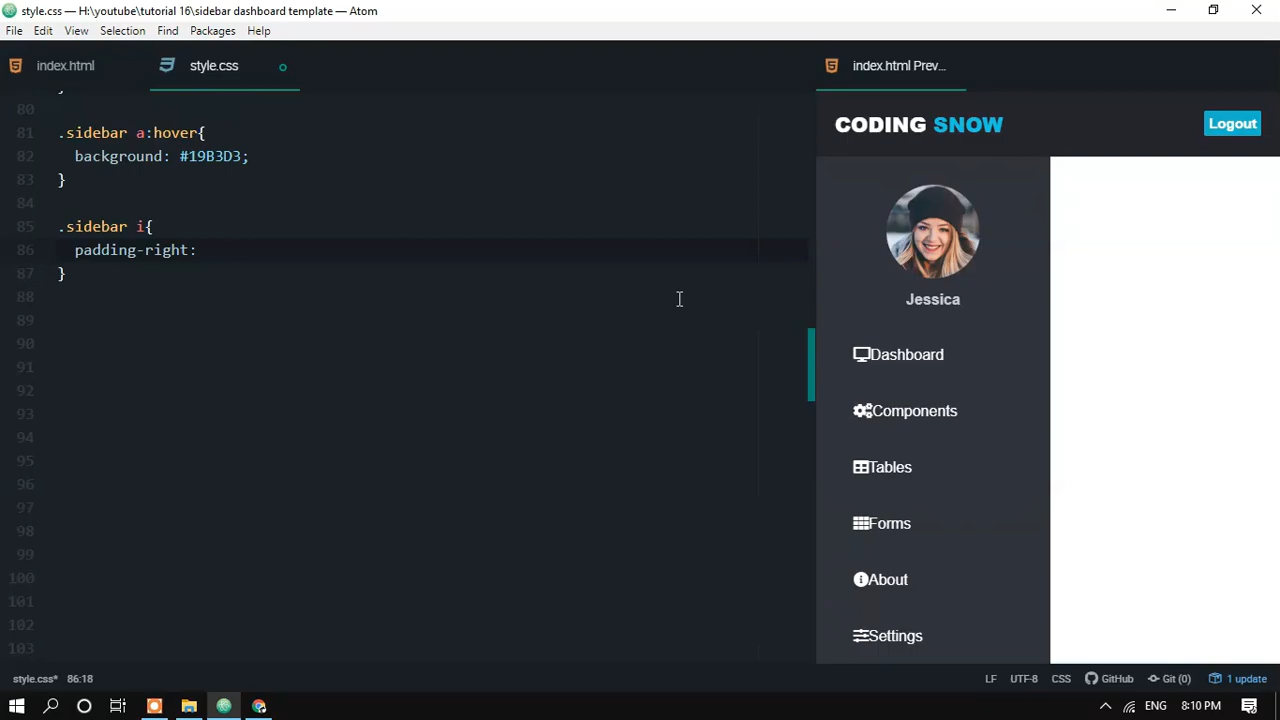 style.css — H:\youtube\tutorial 16\sidebar dashboard template — Atom
File Edit View Selection Find Packages Help
index.html style.css index.html Prev...
}
80
81 .sidebar a:hover{
82 background: #19B3D3;
83 }
84
85 .sidebar i{
86 padding-right:
87 }
88
89
90
91
92
93
94
95
96
97
98
99
100
101
102
103
CODING SNOW Logout
Jessica
Dashboard
Components
Tables
Forms
About
Settings
style.css* 86:18 LF UTF-8 CSS GitHub Git (0) 1 update
ENG 8:10 PM